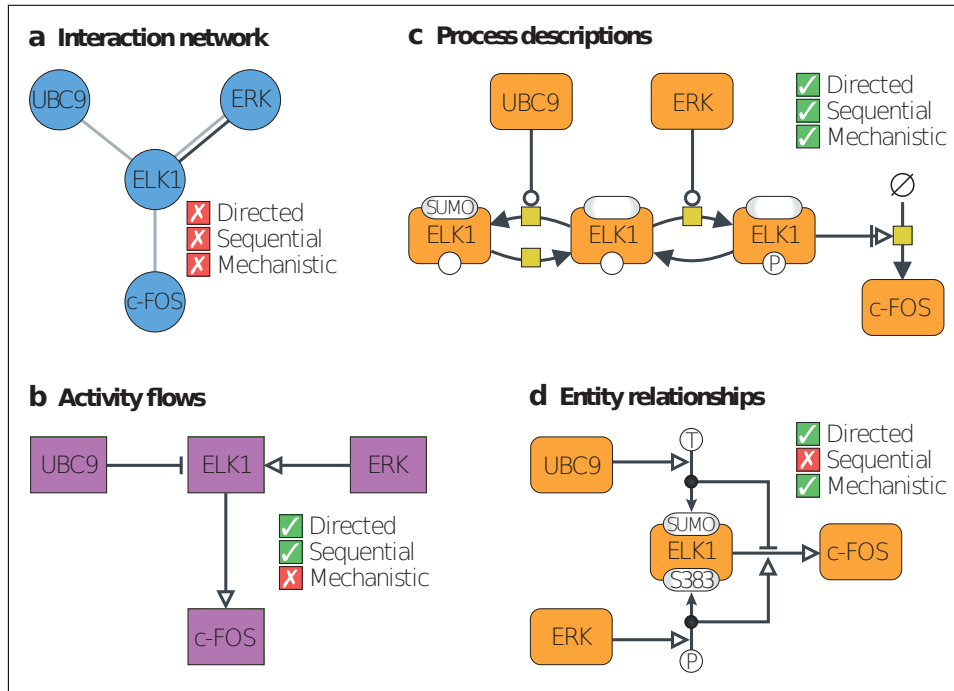 a Interaction network
UBC9
ERK
ELK1
✗ Directed
✗ Sequential
✗ Mechanistic
c-FOS
b Activity flows
UBC9
ELK1
ERK
✓ Directed
✓ Sequential
✗ Mechanistic
c-FOS
c Process descriptions
UBC9
ERK
✓ Directed
✓ Sequential
✓ Mechanistic
∅
SUMO
ELK1
ELK1
ELK1
P
c-FOS
d Entity relationships
T
✓ Directed
✗ Sequential
✓ Mechanistic
UBC9
SUMO
ELK1
S383
c-FOS
ERK
P